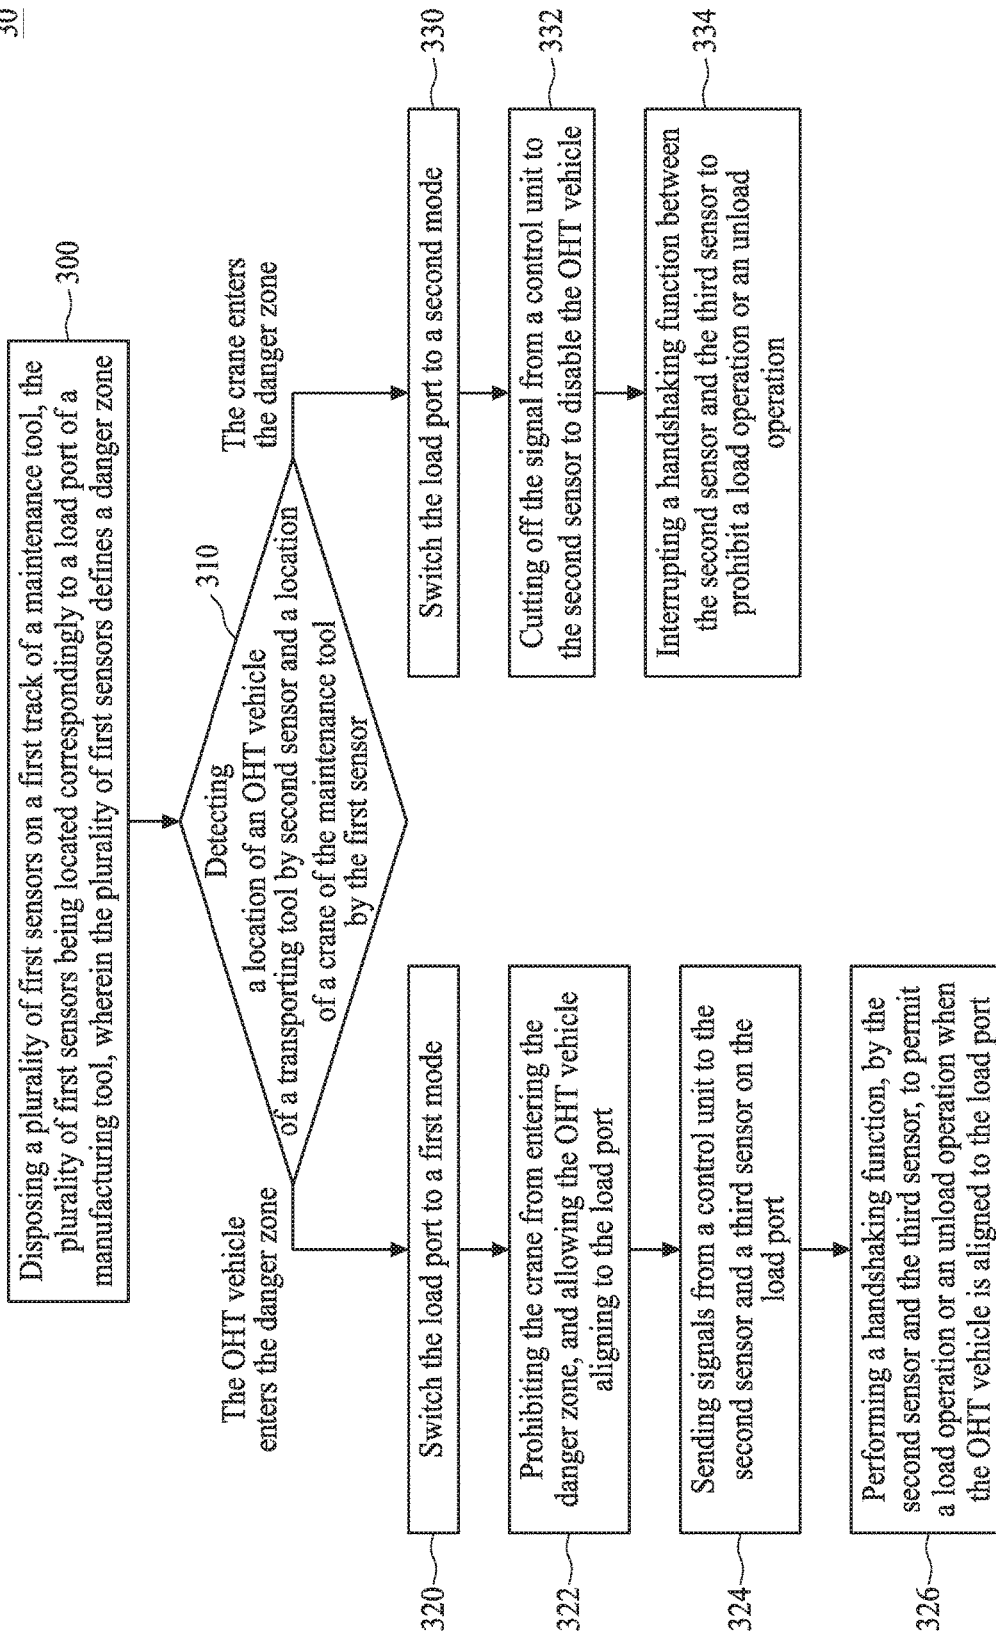 30
Disposing a plurality of first sensors on a first track of a maintenance tool, the
plurality of first sensors being located correspondingly to a load port of a
manufacturing tool, wherein the plurality of first sensors defines a danger zone
300
Detecting
a location of an OHT vehicle
of a transporting tool by second sensor and a location
of a crane of the maintenance tool
by the first sensor
310
The OHT vehicle
enters the danger zone
The crane enters
the danger zone
320
Switch the load port to a first mode
322
Prohibiting the crane from entering the
danger zone, and allowing the OHT vehicle
aligning to the load port
324
Sending signals from a control unit to the
second sensor and a third sensor on the
load port
326
Performing a handshaking function, by the
second sensor and the third sensor, to permit
a load operation or an unload operation when
the OHT vehicle is aligned to the load port
Switch the load port to a second mode
330
Cutting off the signal from a control unit to
the second sensor to disable the OHT vehicle
332
Interrupting a handshaking function between
the second sensor and the third sensor to
prohibit a load operation or an unload
operation
334